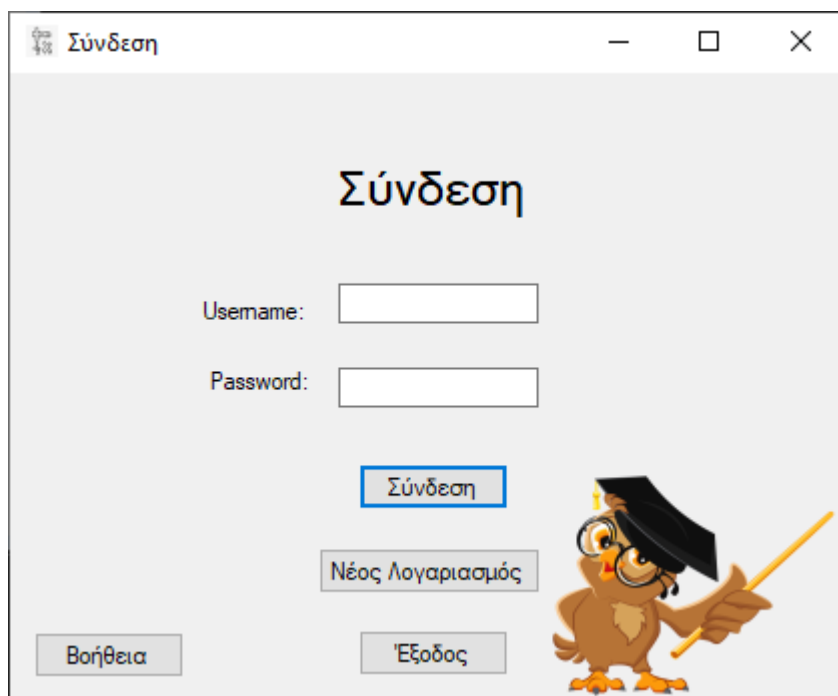 Σύνδεση
Σύνδεση
Username:
Password:
Σύνδεση
Νέος Λογαριασμός
Βοήθεια
Έξοδος